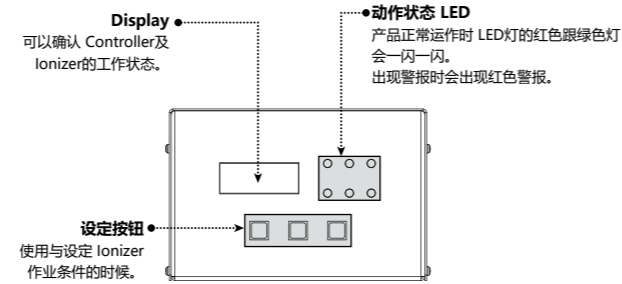 Display
可以确认 Controller及
Ionizer的工作状态。
动作状态 LED
产品正常运作时 LED灯的红色跟绿色灯
会一闪一闪。
出现警报时会出现红色警报。
设定按钮
使用与设定 Ionizer
作业条件的时候。